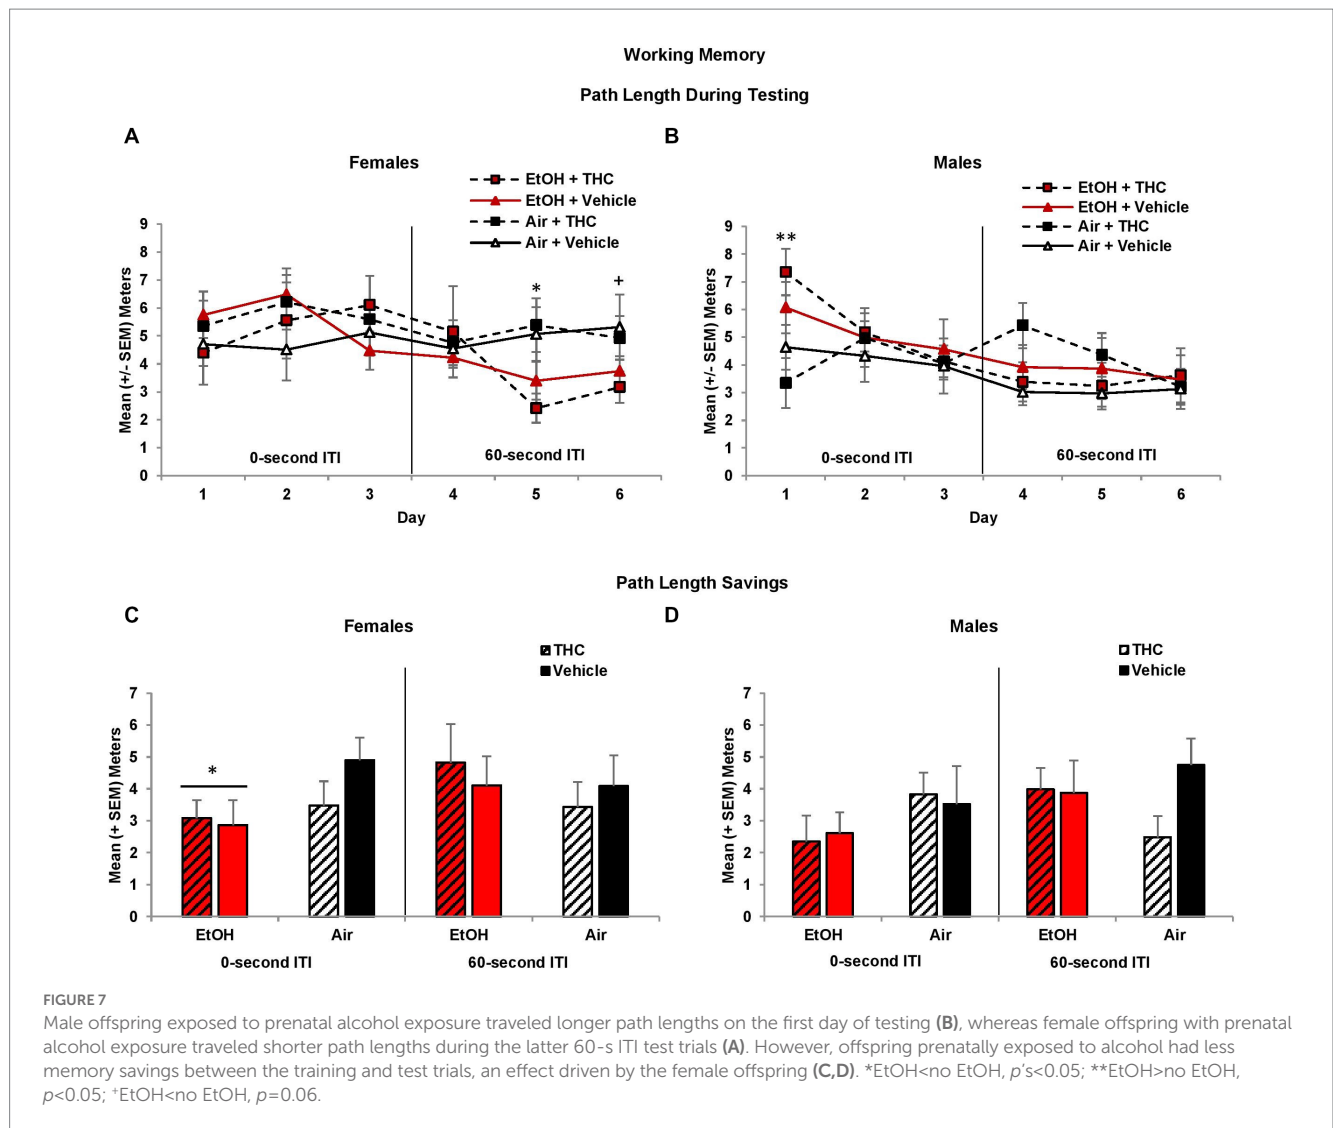 Working Memory
Path Length During Testing
A
Females
EtOH + THC
EtOH + Vehicle
Air + THC
Air + Vehicle
Mean (+/- SEM) Meters
9
8
7
6
5
4
3
2
1
0
*
+
0-second ITI
60-second ITI
1 2 3 4 5 6
Day
B
Males
EtOH + THC
EtOH + Vehicle
Air + THC
Air + Vehicle
Mean (+/- SEM) Meters
9
8
7
6
5
4
3
2
1
0
**
0-second ITI
60-second ITI
1 2 3 4 5 6
Day
Path Length Savings
C
Females
THC
Vehicle
Mean (+ SEM) Meters
7
6
5
4
3
2
1
0
*
EtOH Air EtOH Air
0-second ITI 60-second ITI
D
Males
THC
Vehicle
Mean (+ SEM) Meters
7
6
5
4
3
2
1
0
EtOH Air EtOH Air
0-second ITI 60-second ITI
FIGURE 7
Male offspring exposed to prenatal alcohol exposure traveled longer path lengths on the first day of testing (B), whereas female offspring with prenatal
alcohol exposure traveled shorter path lengths during the latter 60-s ITI test trials (A). However, offspring prenatally exposed to alcohol had less
memory savings between the training and test trials, an effect driven by the female offspring (C,D). *EtOH<no EtOH, p's<0.05; **EtOH>no EtOH,
p<0.05; +EtOH<no EtOH, p=0.06.